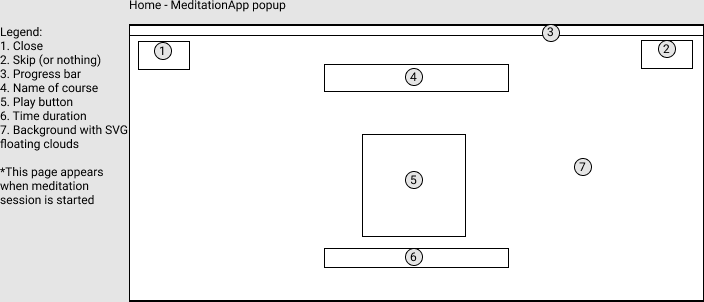 Home - MeditationApp popup
Legend:
1. Close
2. Skip (or nothing)
3. Progress bar
4. Name of course
5. Play button
6. Time duration
7. Background with SVG
floating clouds
*This page appears
when meditation
session is started
3
1
2
4
7
5
6